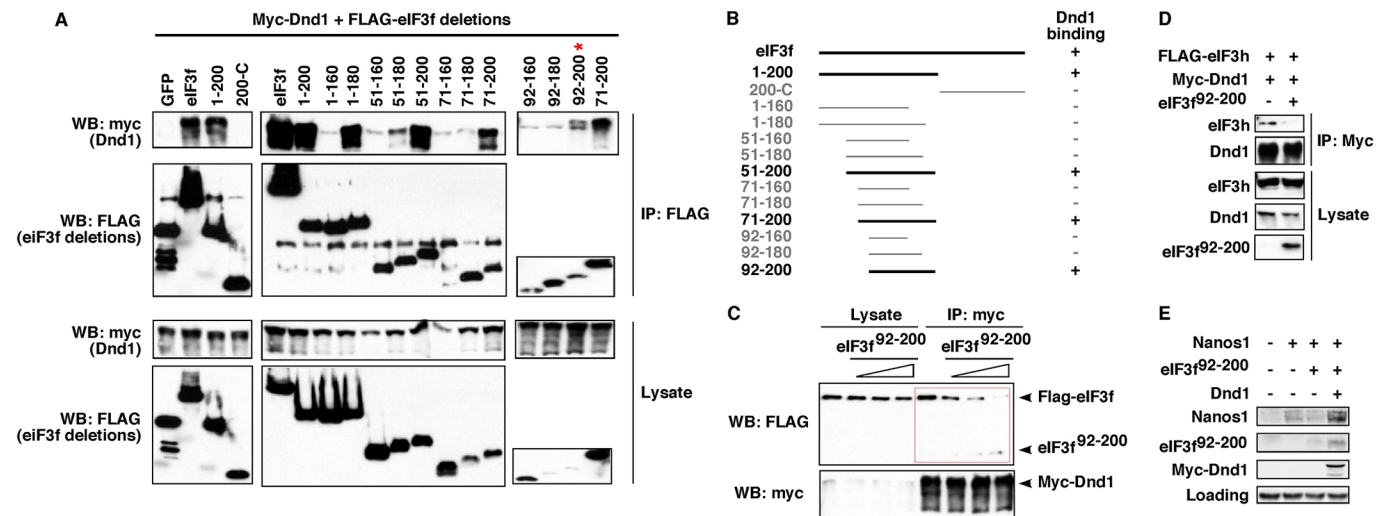 A
Myc-Dnd1 + FLAG-eIF3f deletions
GFP
eIF3f
1-200
200-C
eIF3f
1-200
1-160
1-180
51-160
51-180
51-200
71-160
71-180
71-200
92-160
92-180
92-200 *
71-200
WB: myc
(Dnd1)
WB: FLAG
(eiF3f deletions)
IP: FLAG
WB: myc
(Dnd1)
WB: FLAG
(eiF3f deletions)
Lysate
B
Dnd1
binding
eIF3f +
1-200 +
200-C -
1-160 -
1-180 -
51-160 -
51-180 -
51-200 +
71-160 -
71-180 -
71-200 +
92-160 -
92-180 -
92-200 +
C
Lysate IP: myc
eIF3f92-200 eIF3f92-200
WB: FLAG
Flag-eIF3f
eIF3f92-200
WB: myc
Myc-Dnd1
D
FLAG-eIF3h + +
Myc-Dnd1 + +
eIF3f92-200 - +
eIF3h
Dnd1
IP: Myc
eIF3h
Dnd1
eIF3f92-200
Lysate
E
Nanos1 - + + +
eIF3f92-200 - - + +
Dnd1 - - - +
Nanos1
eIF3f92-200
Myc-Dnd1
Loading